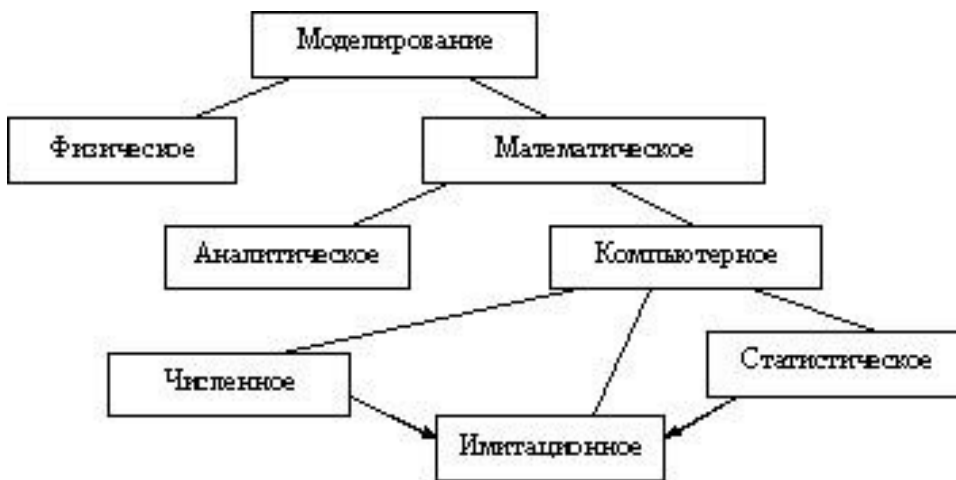 Моделирование
Физическое
Математическое
Аналитическое
Компьютерное
Численное
Статистическое
Имитационное